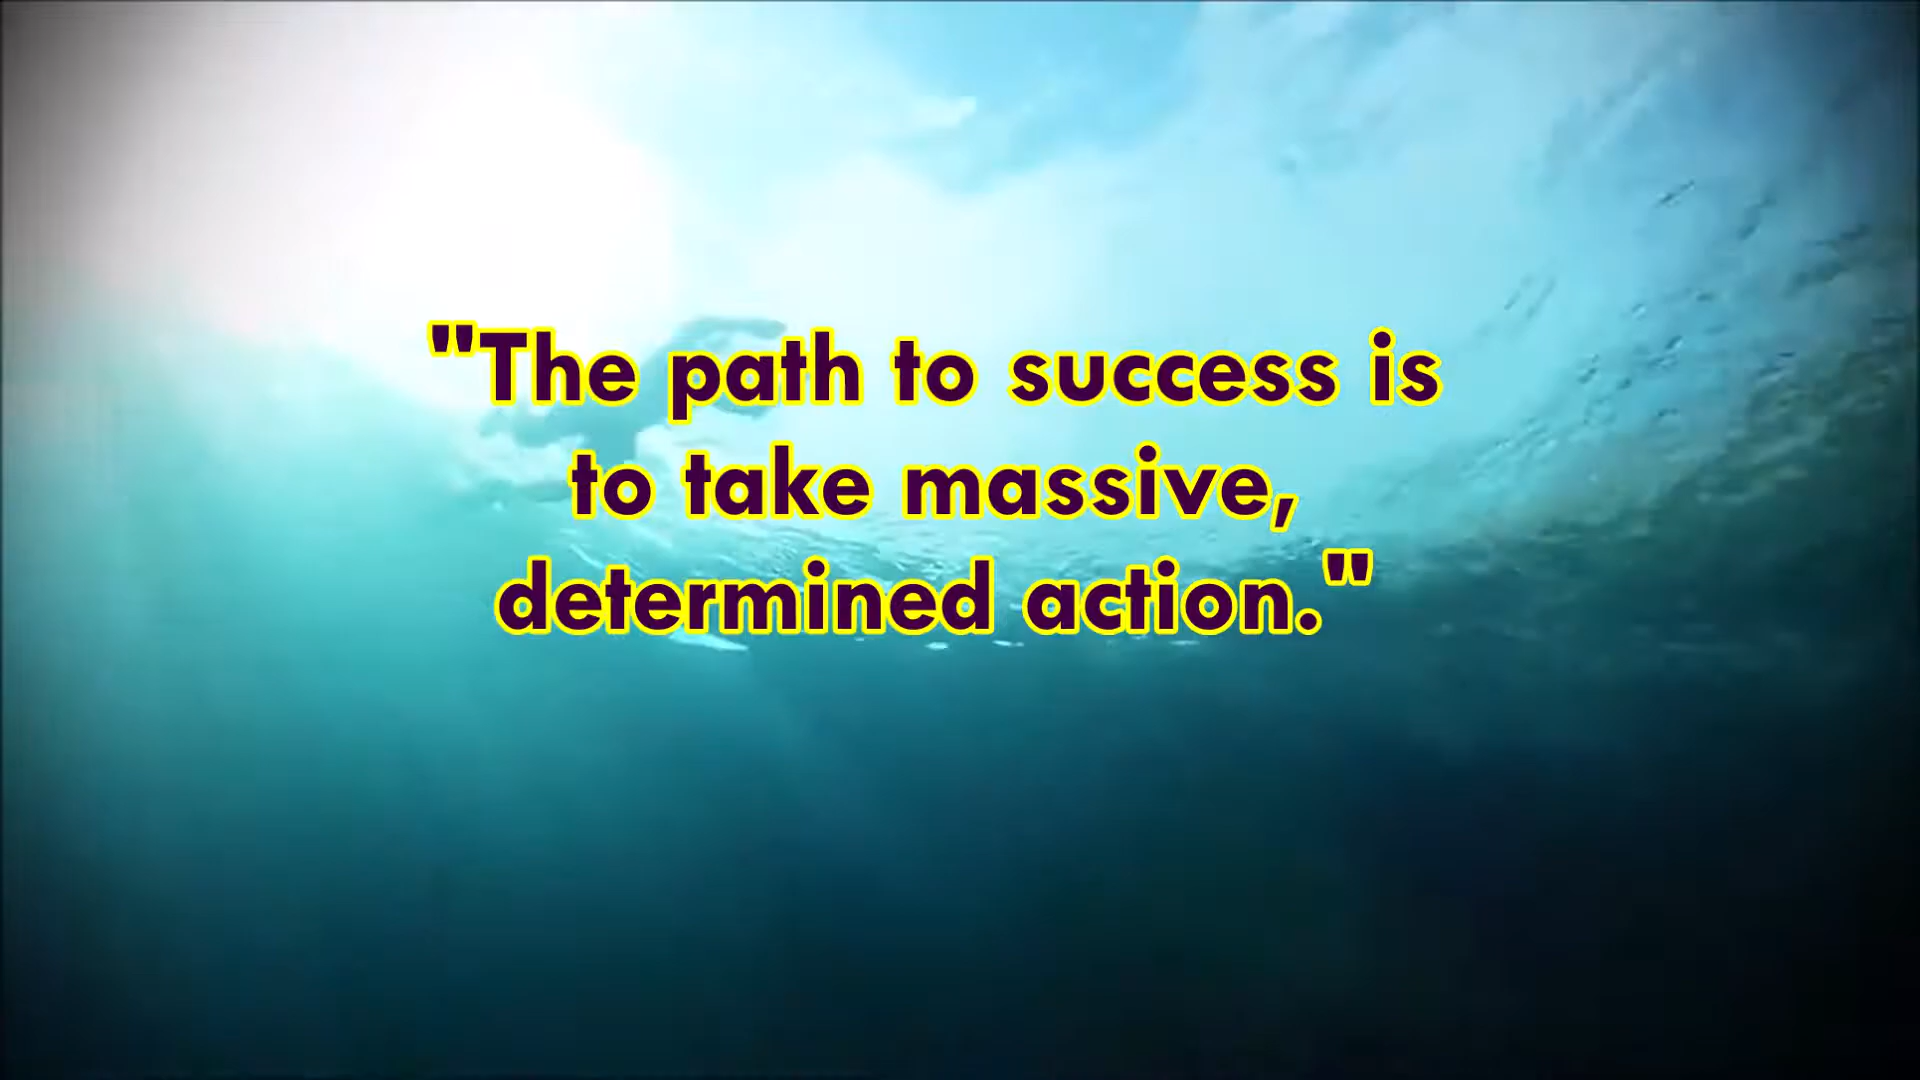 "The path to success is
to take massive,
determined action."